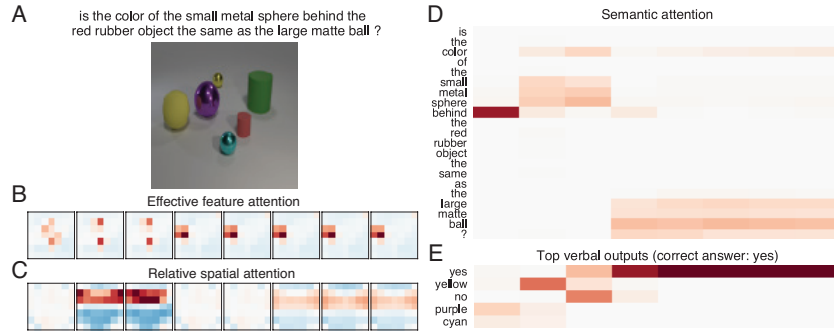 A
is the color of the small metal sphere behind the
red rubber object the same as the large matte ball ?
B
Effective feature attention
C
Relative spatial attention
D
Semantic attention
is
the
color
of
the
small
metal
sphere
behind
the
red
rubber
object
the
same
as
the
large
matte
ball
?
E
Top verbal outputs (correct answer: yes)
yes
yellow
no
purple
cyan